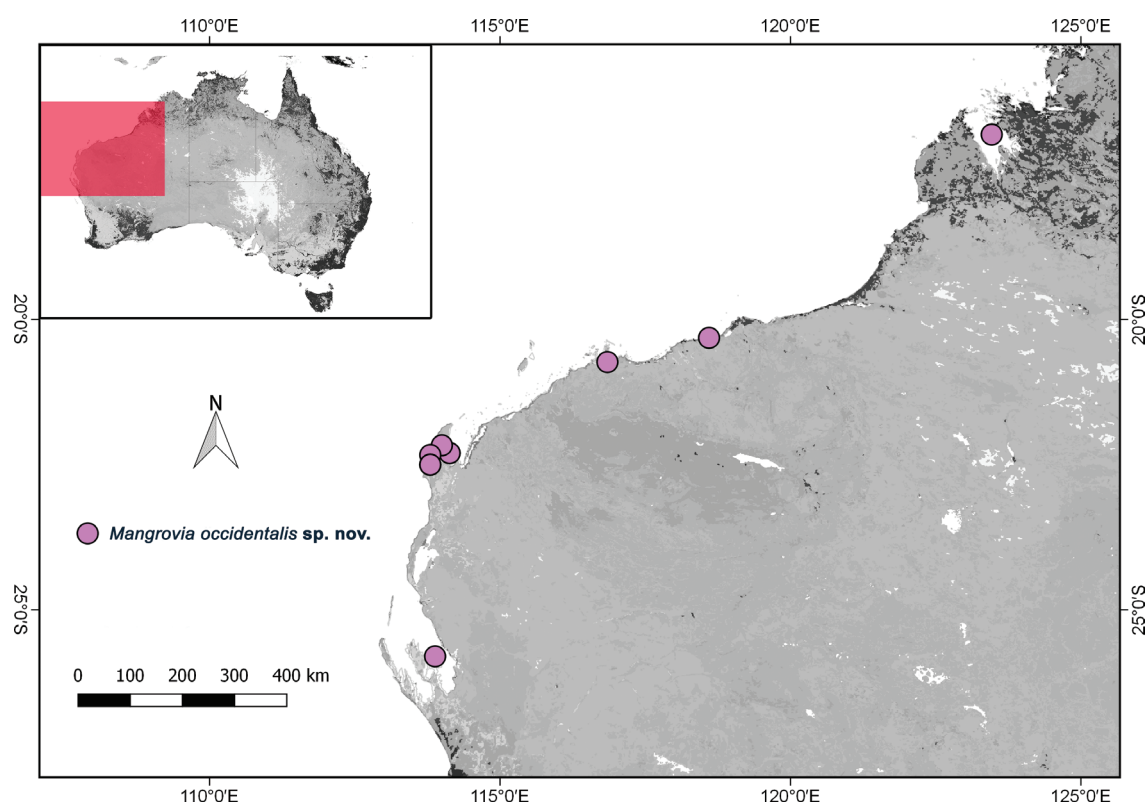 110°0′E 115°0′E 120°0′E 125°0′E
20°0′S 20°0′S
N
Mangrovia occidentalis sp. nov.
25°0′S 25°0′S
0 100 200 300 400 km
110°0′E 115°0′E 120°0′E 125°0′E